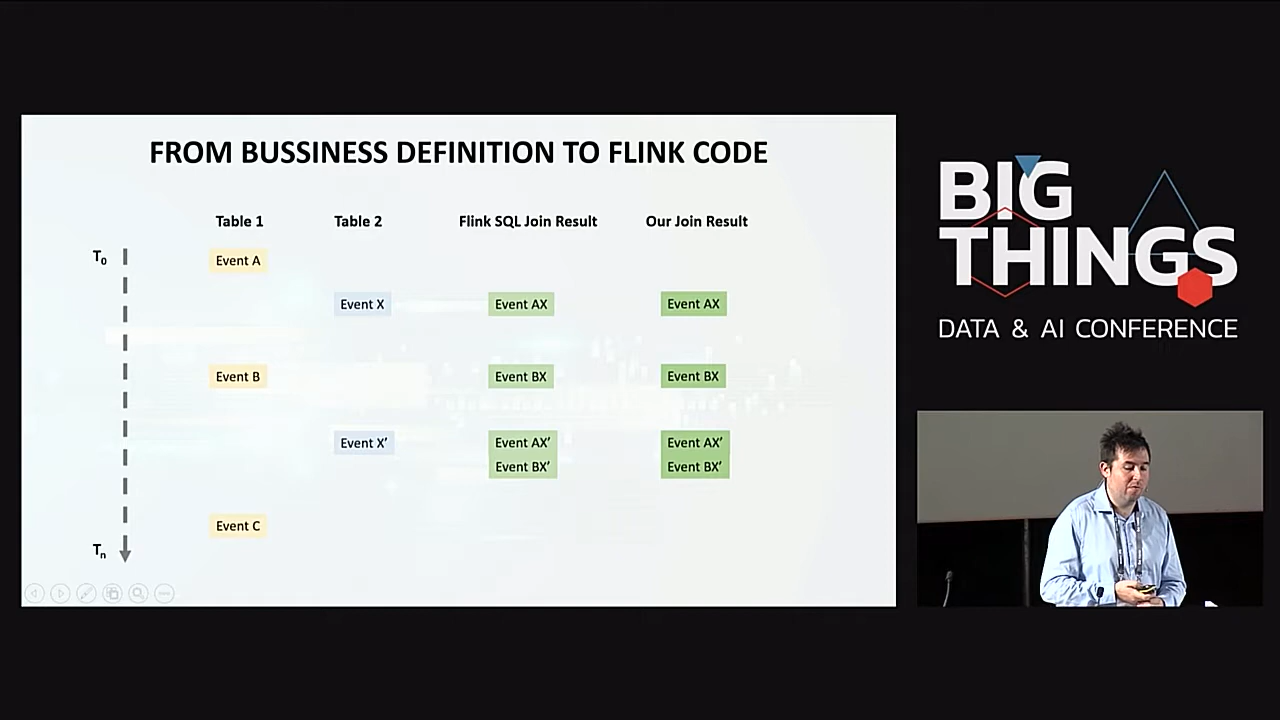 FROM BUSSINESS DEFINITION TO FLINK CODE
Table 1 Table 2 Flink SQL Join Result Our Join Result
T0
Event A
Event X Event AX Event AX
Event B Event BX Event BX
Event X’ Event AX’ Event AX’
Event BX’ Event BX’
Event C
Tn
BIG
THINGS
DATA & AI CONFERENCE